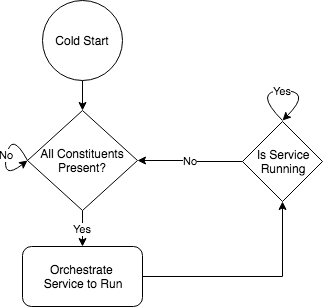 Cold Start
Yes
No
All Constituents
Present?
No
Is Service
Running
Yes
Orchestrate
Service to Run